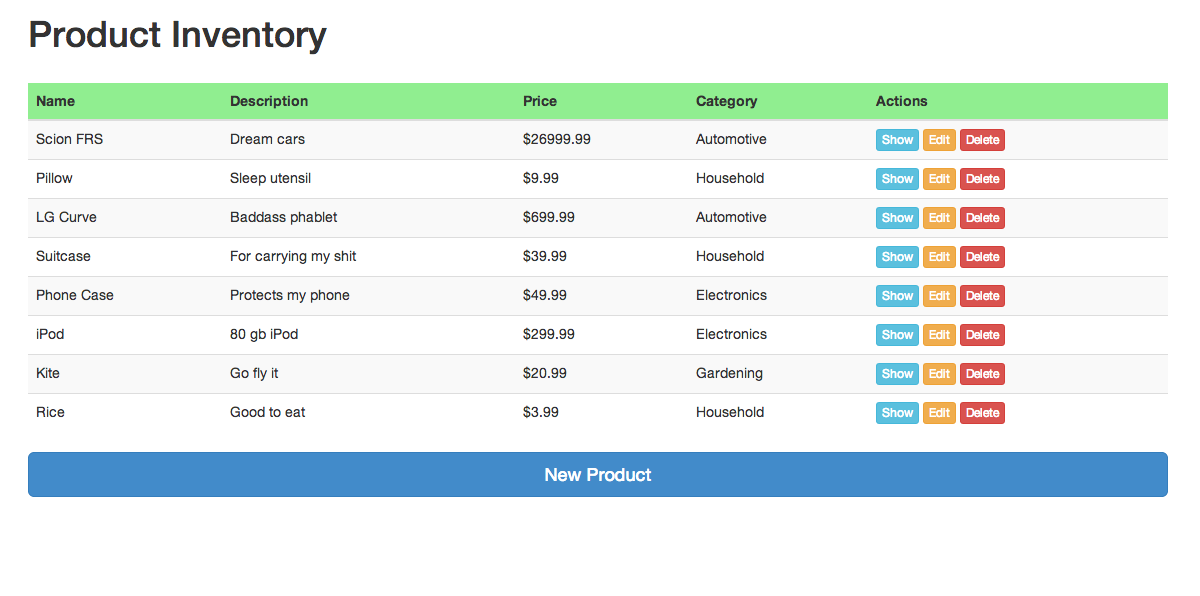 Product Inventory
Name Description Price Category Actions
Scion FRS Dream cars $26999.99 Automotive Show Edit Delete
Pillow Sleep utensil $9.99 Household Show Edit Delete
LG Curve Baddass phablet $699.99 Automotive Show Edit Delete
Suitcase For carrying my shit $39.99 Household Show Edit Delete
Phone Case Protects my phone $49.99 Electronics Show Edit Delete
iPod 80 gb iPod $299.99 Electronics Show Edit Delete
Kite Go fly it $20.99 Gardening Show Edit Delete
Rice Good to eat $3.99 Household Show Edit Delete
New Product